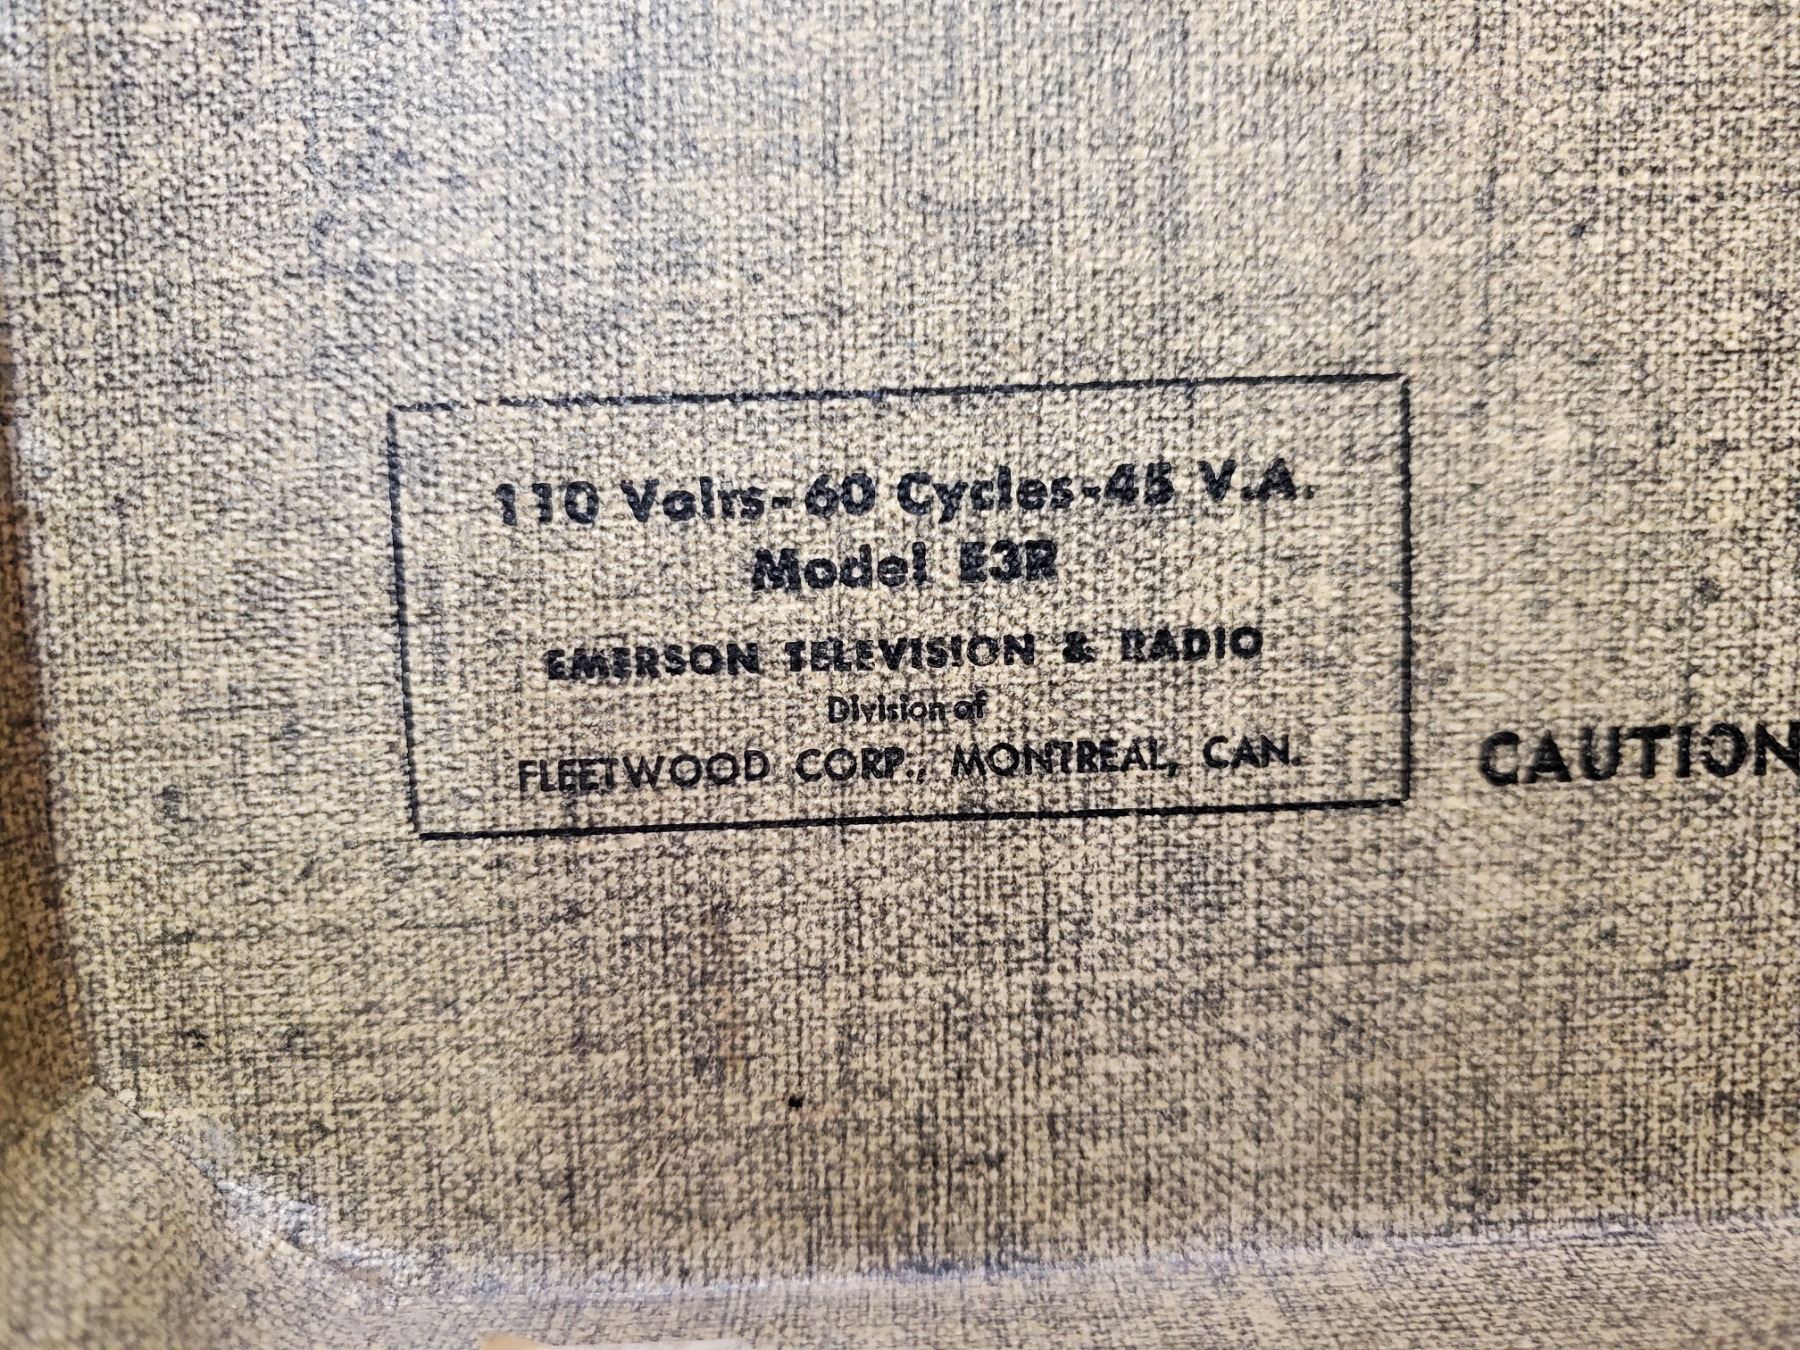 110 Volts-60 Cycles-45 V.A.
Model E3R
EMERSON TELEVISION & RADIO
Division of
FLEETWOOD CORP., MONTREAL, CAN.
CAUTION